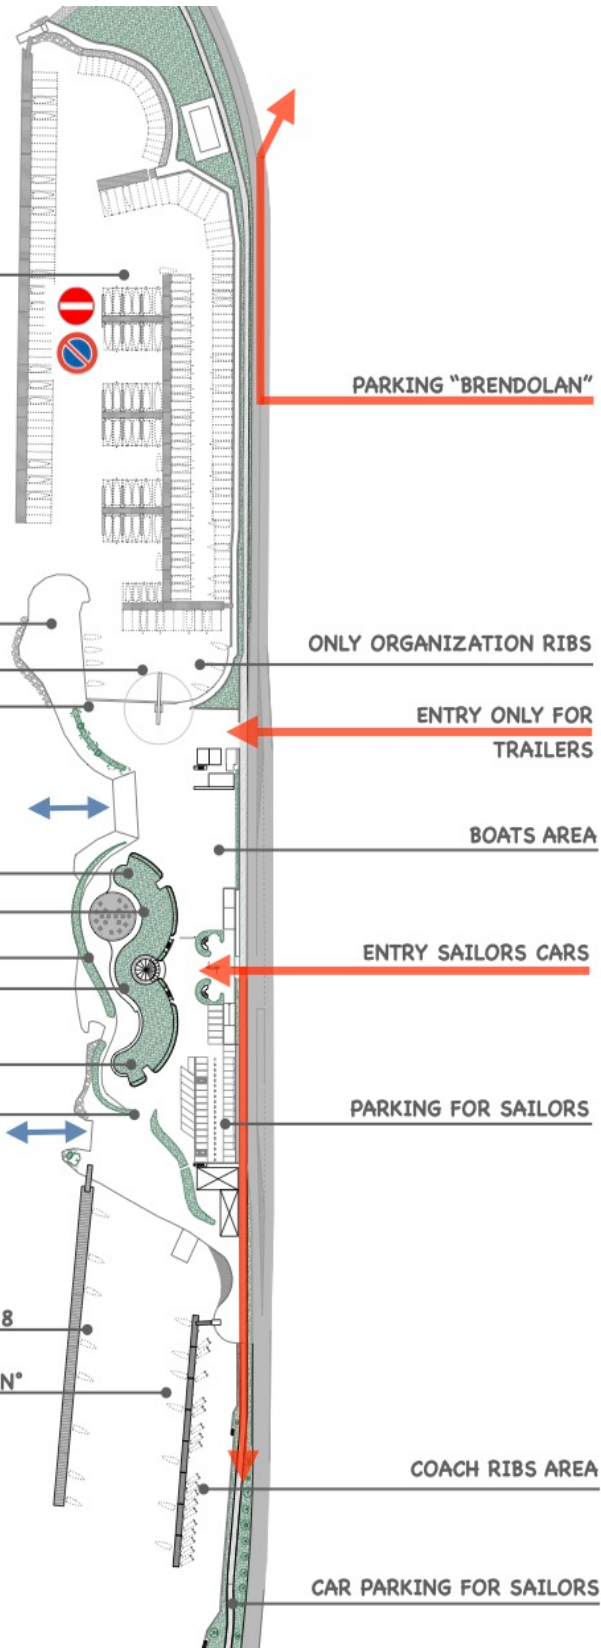 PARKING “BRENDOLAN”
ONLY ORGANIZATION RIBS
ENTRY ONLY FOR
TRAILERS
BOATS AREA
ENTRY SAILORS CARS
PARKING FOR SAILORS
8
N°
COACH RIBS AREA
CAR PARKING FOR SAILORS